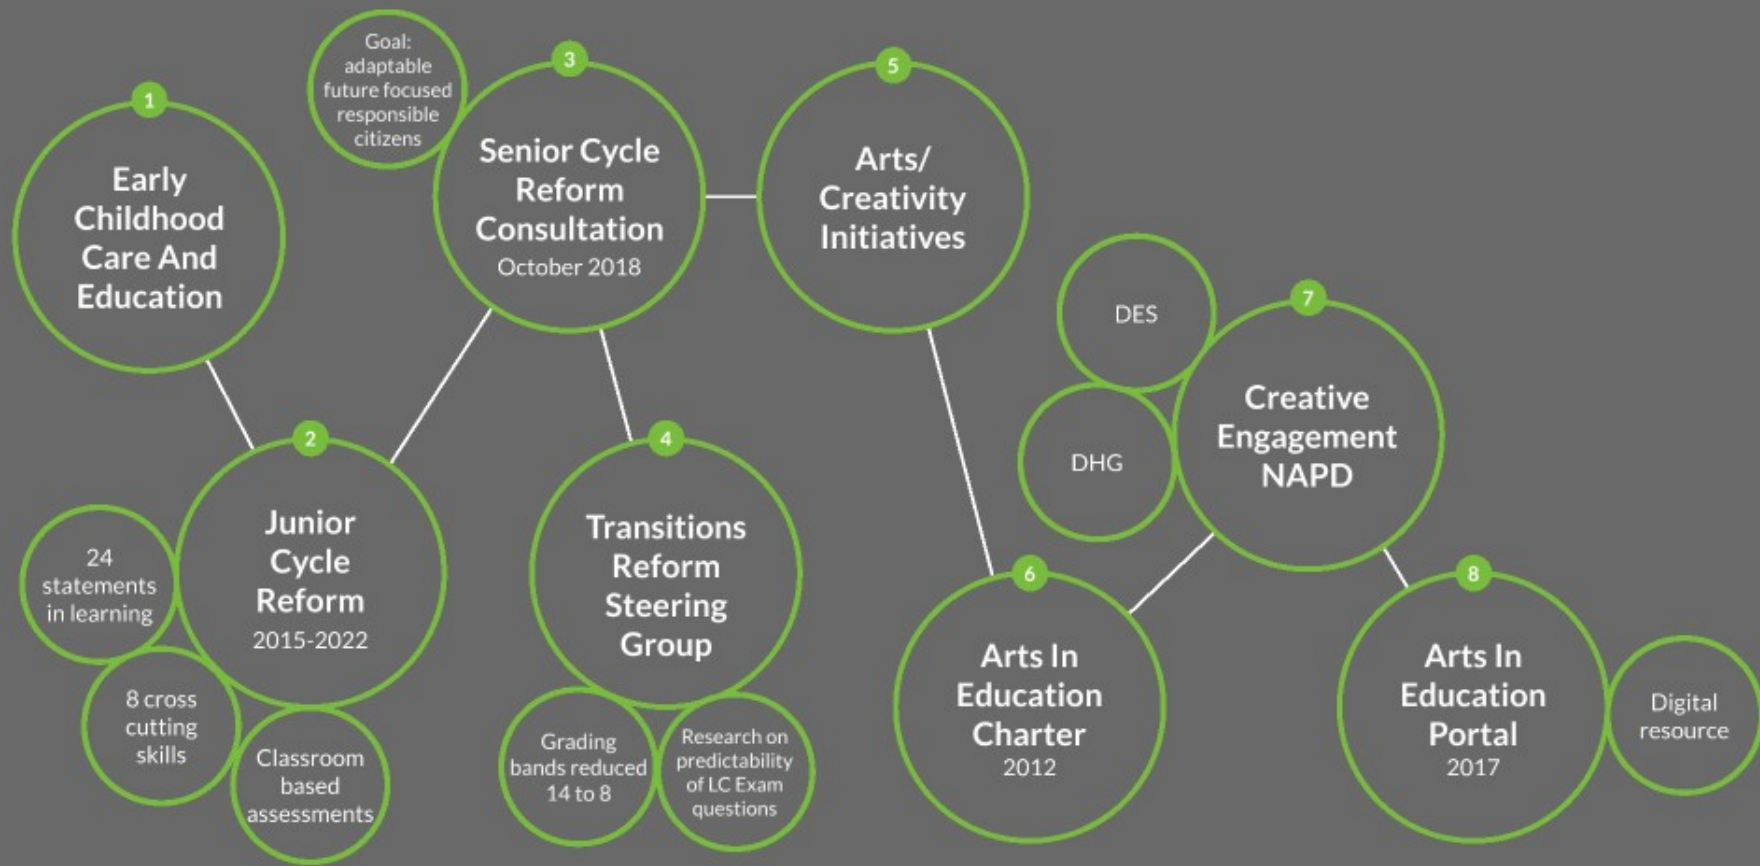 1
Early
Childhood
Care And
Education
2
Junior
Cycle
Reform
2015-2022
24
statements
in learning
8 cross
cutting
skills
Classroom
based
assessments
3
Senior Cycle
Reform
Consultation
October 2018
Goal:
adaptable
future focused
responsible
citizens
4
Transitions
Reform
Steering
Group
Grading
bands reduced
14 to 8
Research on
predictability
of LC Exam
questions
5
Arts/
Creativity
Initiatives
6
Arts In
Education
Charter
2012
7
Creative
Engagement
NAPD
DES
DHG
8
Arts In
Education
Portal
2017
Digital
resource